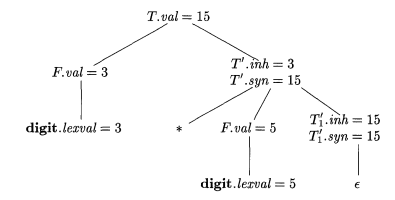 T.val = 15
F.val = 3
T′.inh = 3
T′.syn = 15
digit.lexval = 3
*
F.val = 5
T′₁.inh = 15
T′₁.syn = 15
digit.lexval = 5
ϵ